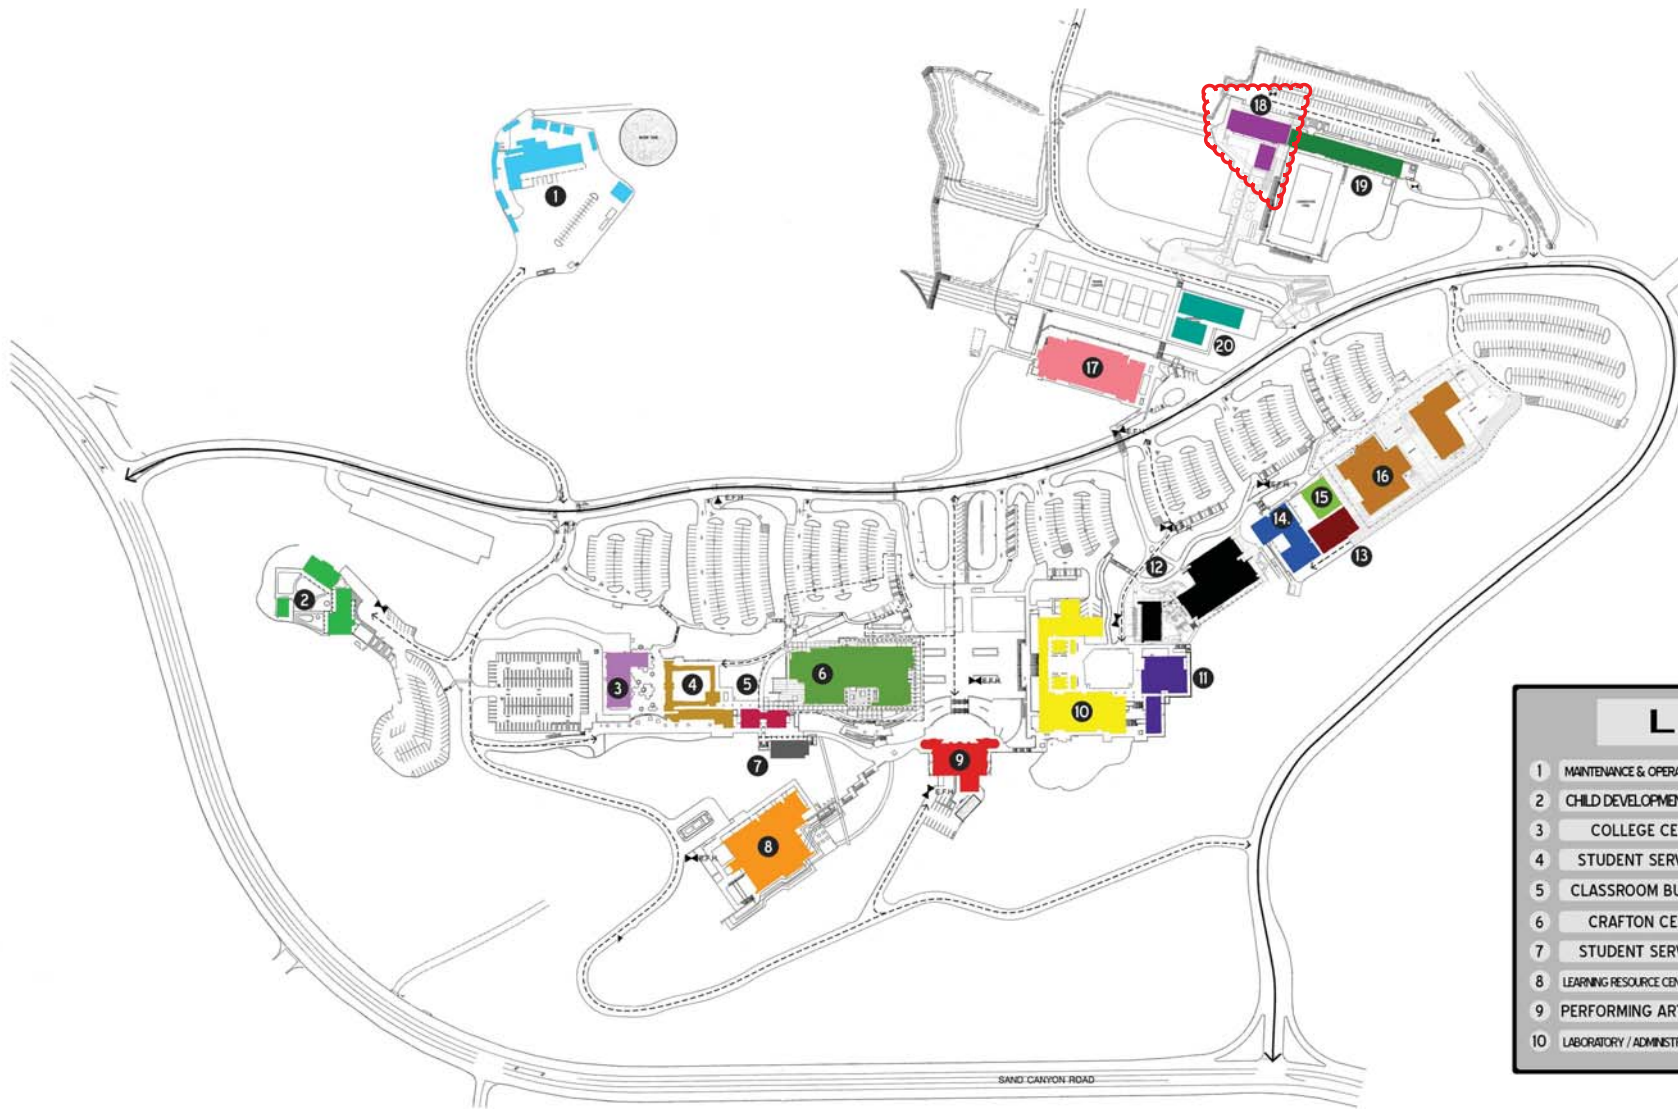 18
19
1
20
17
E.F.H.
16
15
14.
E.F.H.
13
12
2
3
4
5
6
E.F.H.
11
10
7
9
E.F.H.
8
E.F.H.
SAND CANYON ROAD
L
1 MAINTENANCE & OPERA
2 CHILD DEVELOPMEN
3 COLLEGE CE
4 STUDENT SER
5 CLASSROOM BU
6 CRAFTON CE
7 STUDENT SER
8 LEARNING RESOURCE CEN
9 PERFORMING AR
10 LABORATORY / ADMINIST